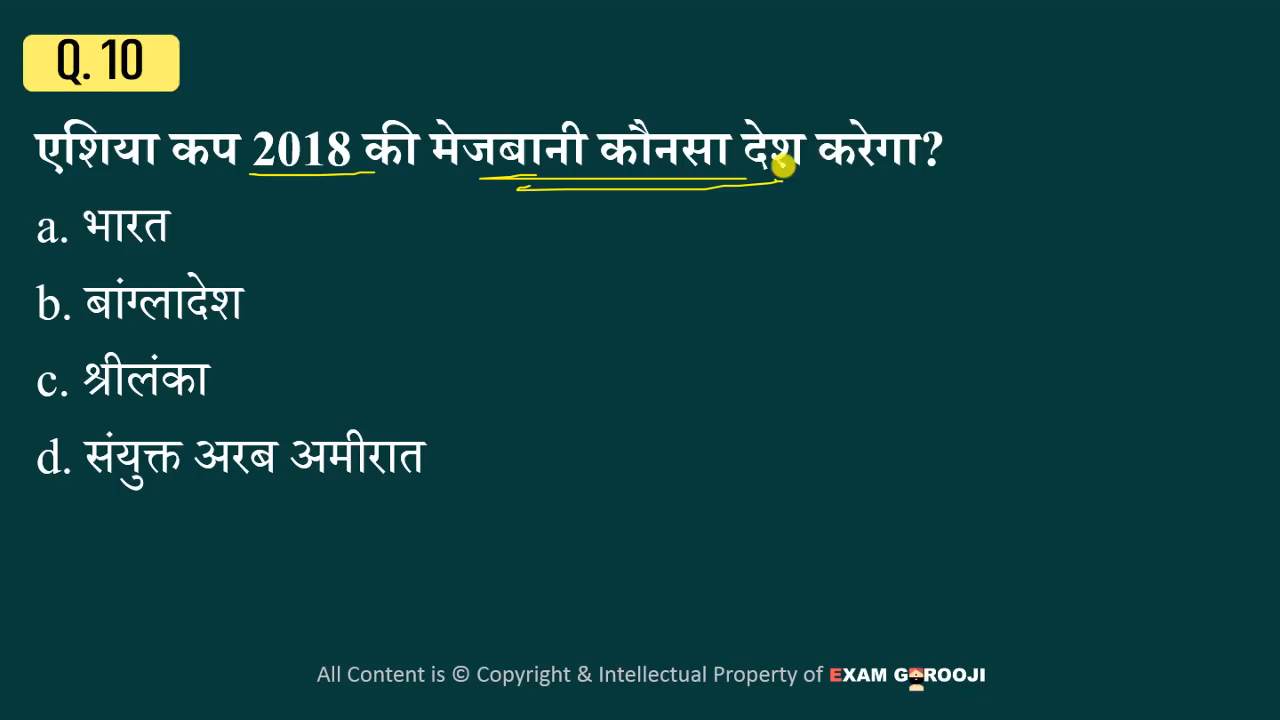 Q. 10
एशिया कप 2018 की मेजबानी कौनसा देश करेगा?
a. भारत
b. बांग्लादेश
c. श्रीलंका
d. संयुक्त अरब अमीरात
All Content is © Copyright & Intellectual Property of EXAM GUROOJI